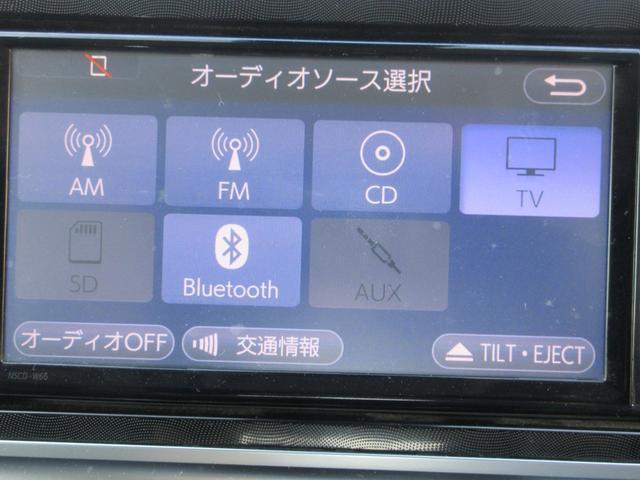 オーディオソース選択
AM
FM
CD
TV
SD
Bluetooth
AUX
オーディオOFF
交通情報
TILT・EJECT
NSCD-W66